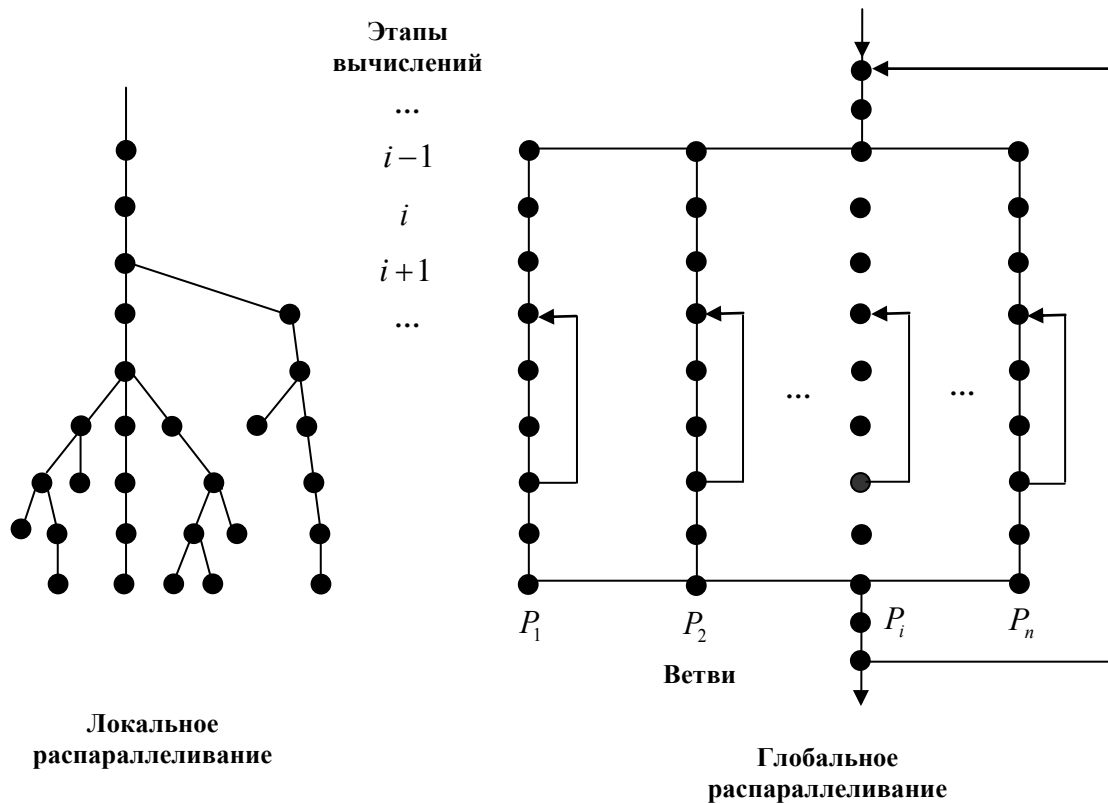 Этапы
вычислений
...
i−1
i
i+1
...
...
...
P₁
P₂
Pᵢ
Pₙ
Ветви
Локальное
распараллеливание
Глобальное
распараллеливание